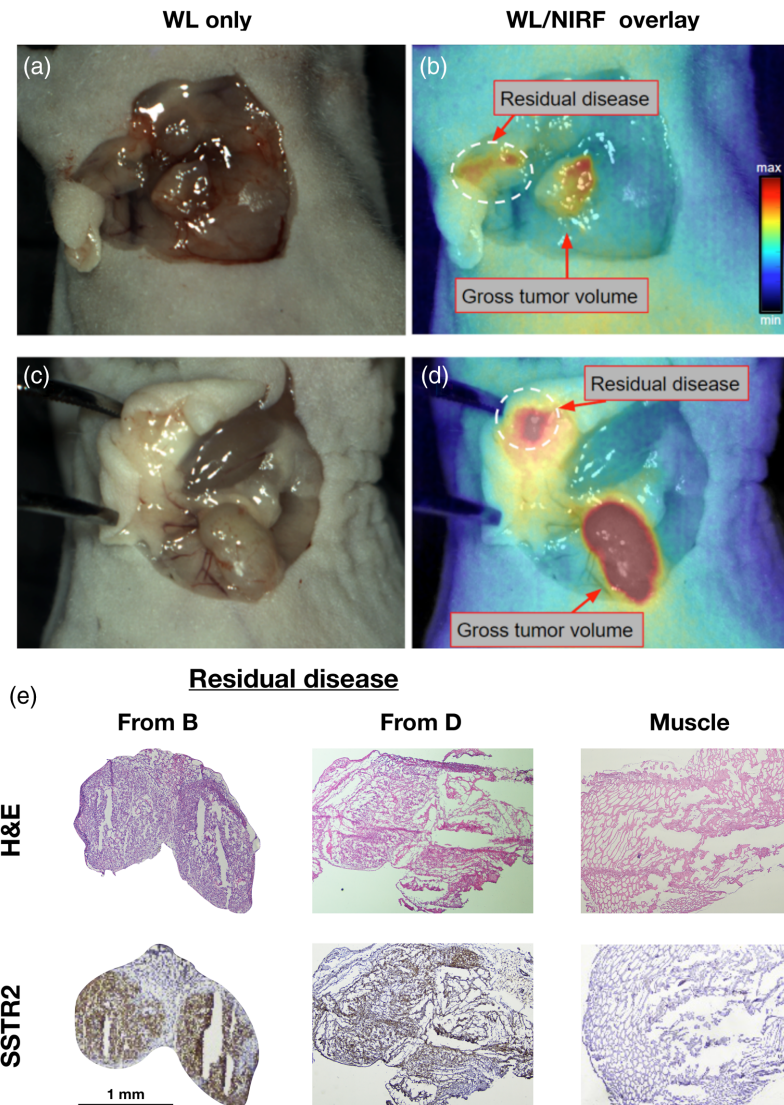 WL only
WL/NIRF overlay
(a)
(b)
Residual disease
max
Gross tumor volume
min
(c)
(d)
Residual disease
Gross tumor volume
Residual disease
(e)
From B
From D
Muscle
H&E
SSTR2
1 mm